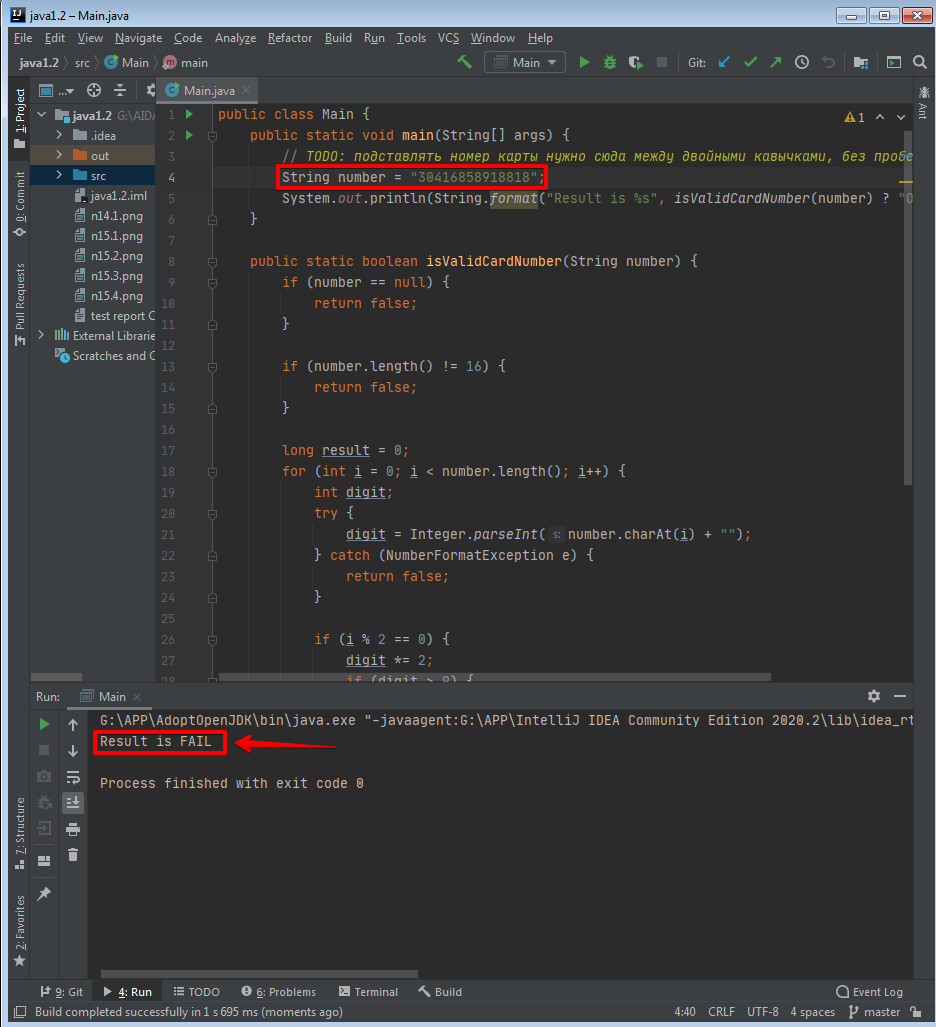 java1.2 – Main.java
File Edit View Navigate Code Analyze Refactor Build Run Tools VCS Window Help
java1.2 src Main main Main Git:
1: Project
0: Commit
Pull Requests
Ant
... Main.java
java1.2 G:\AIDA
.idea
out
src
java1.2.iml
n14.1.png
n15.1.png
n15.2.png
n15.3.png
n15.4.png
test report
External Librarie
Scratches and
1 public class Main {
2 public static void main(String[] args) {
3 // TODO: подставлять номер карты нужно сюда между двойными кавычками, без пробе
4 String number = "30416858918818";
5 System.out.println(String.format("Result is %s", isValidCardNumber(number) ? "O
6 }
7
8 public static boolean isValidCardNumber(String number) {
9 if (number == null) {
10 return false;
11 }
12
13 if (number.length() != 16) {
14 return false;
15 }
16
17 long result = 0;
18 for (int i = 0; i < number.length(); i++) {
19 int digit;
20 try {
21 digit = Integer.parseInt( s: number.charAt(i) + "");
22 } catch (NumberFormatException e) {
23 return false;
24 }
25
26 if (i % 2 == 0) {
27 digit *= 2;
28 if (digit > 9) {
1
Run: Main
G:\APP\AdoptOpenJDK\bin\java.exe "-javaagent:G:\APP\IntelliJ IDEA Community Edition 2020.2\lib\idea_rt
Result is FAIL
Process finished with exit code 0
7: Structure
2: Favorites
9: Git 4: Run TODO 6: Problems Terminal Build Event Log
Build completed successfully in 1 s 695 ms (moments ago) 4:40 CRLF UTF-8 4 spaces master